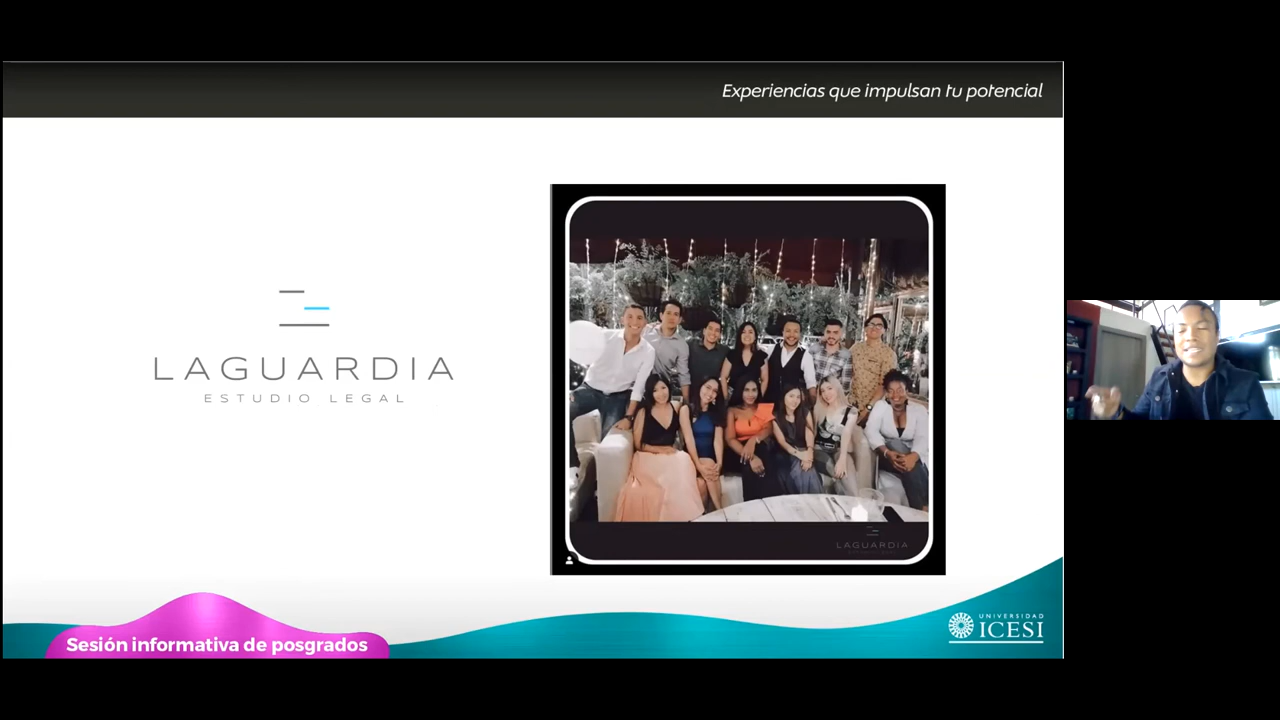 Experiencias que impulsan tu potencial
LAGUARDIA
ESTUDIO LEGAL
LAGUARDIA
Sesión informativa de posgrados
UNIVERSIDAD
ICESI